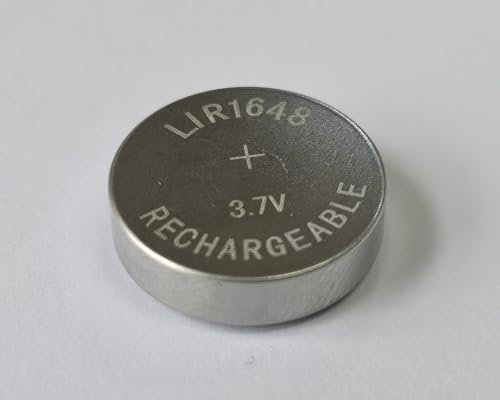 LIR1648
+
3.7V
RECHARGEABLE